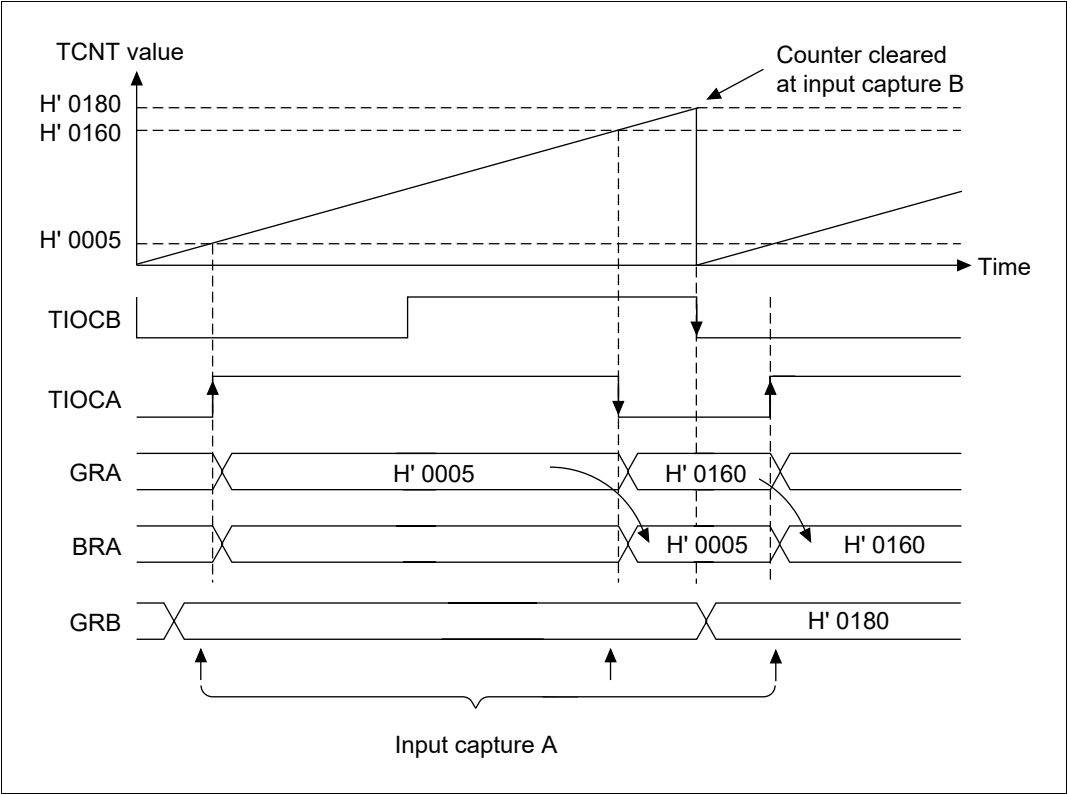 TCNT value
Counter cleared
at input capture B
H' 0180
H' 0160
H' 0005
Time
TIOCB
TIOCA
GRA
H' 0005
H' 0160
BRA
H' 0005
H' 0160
GRB
H' 0180
Input capture A